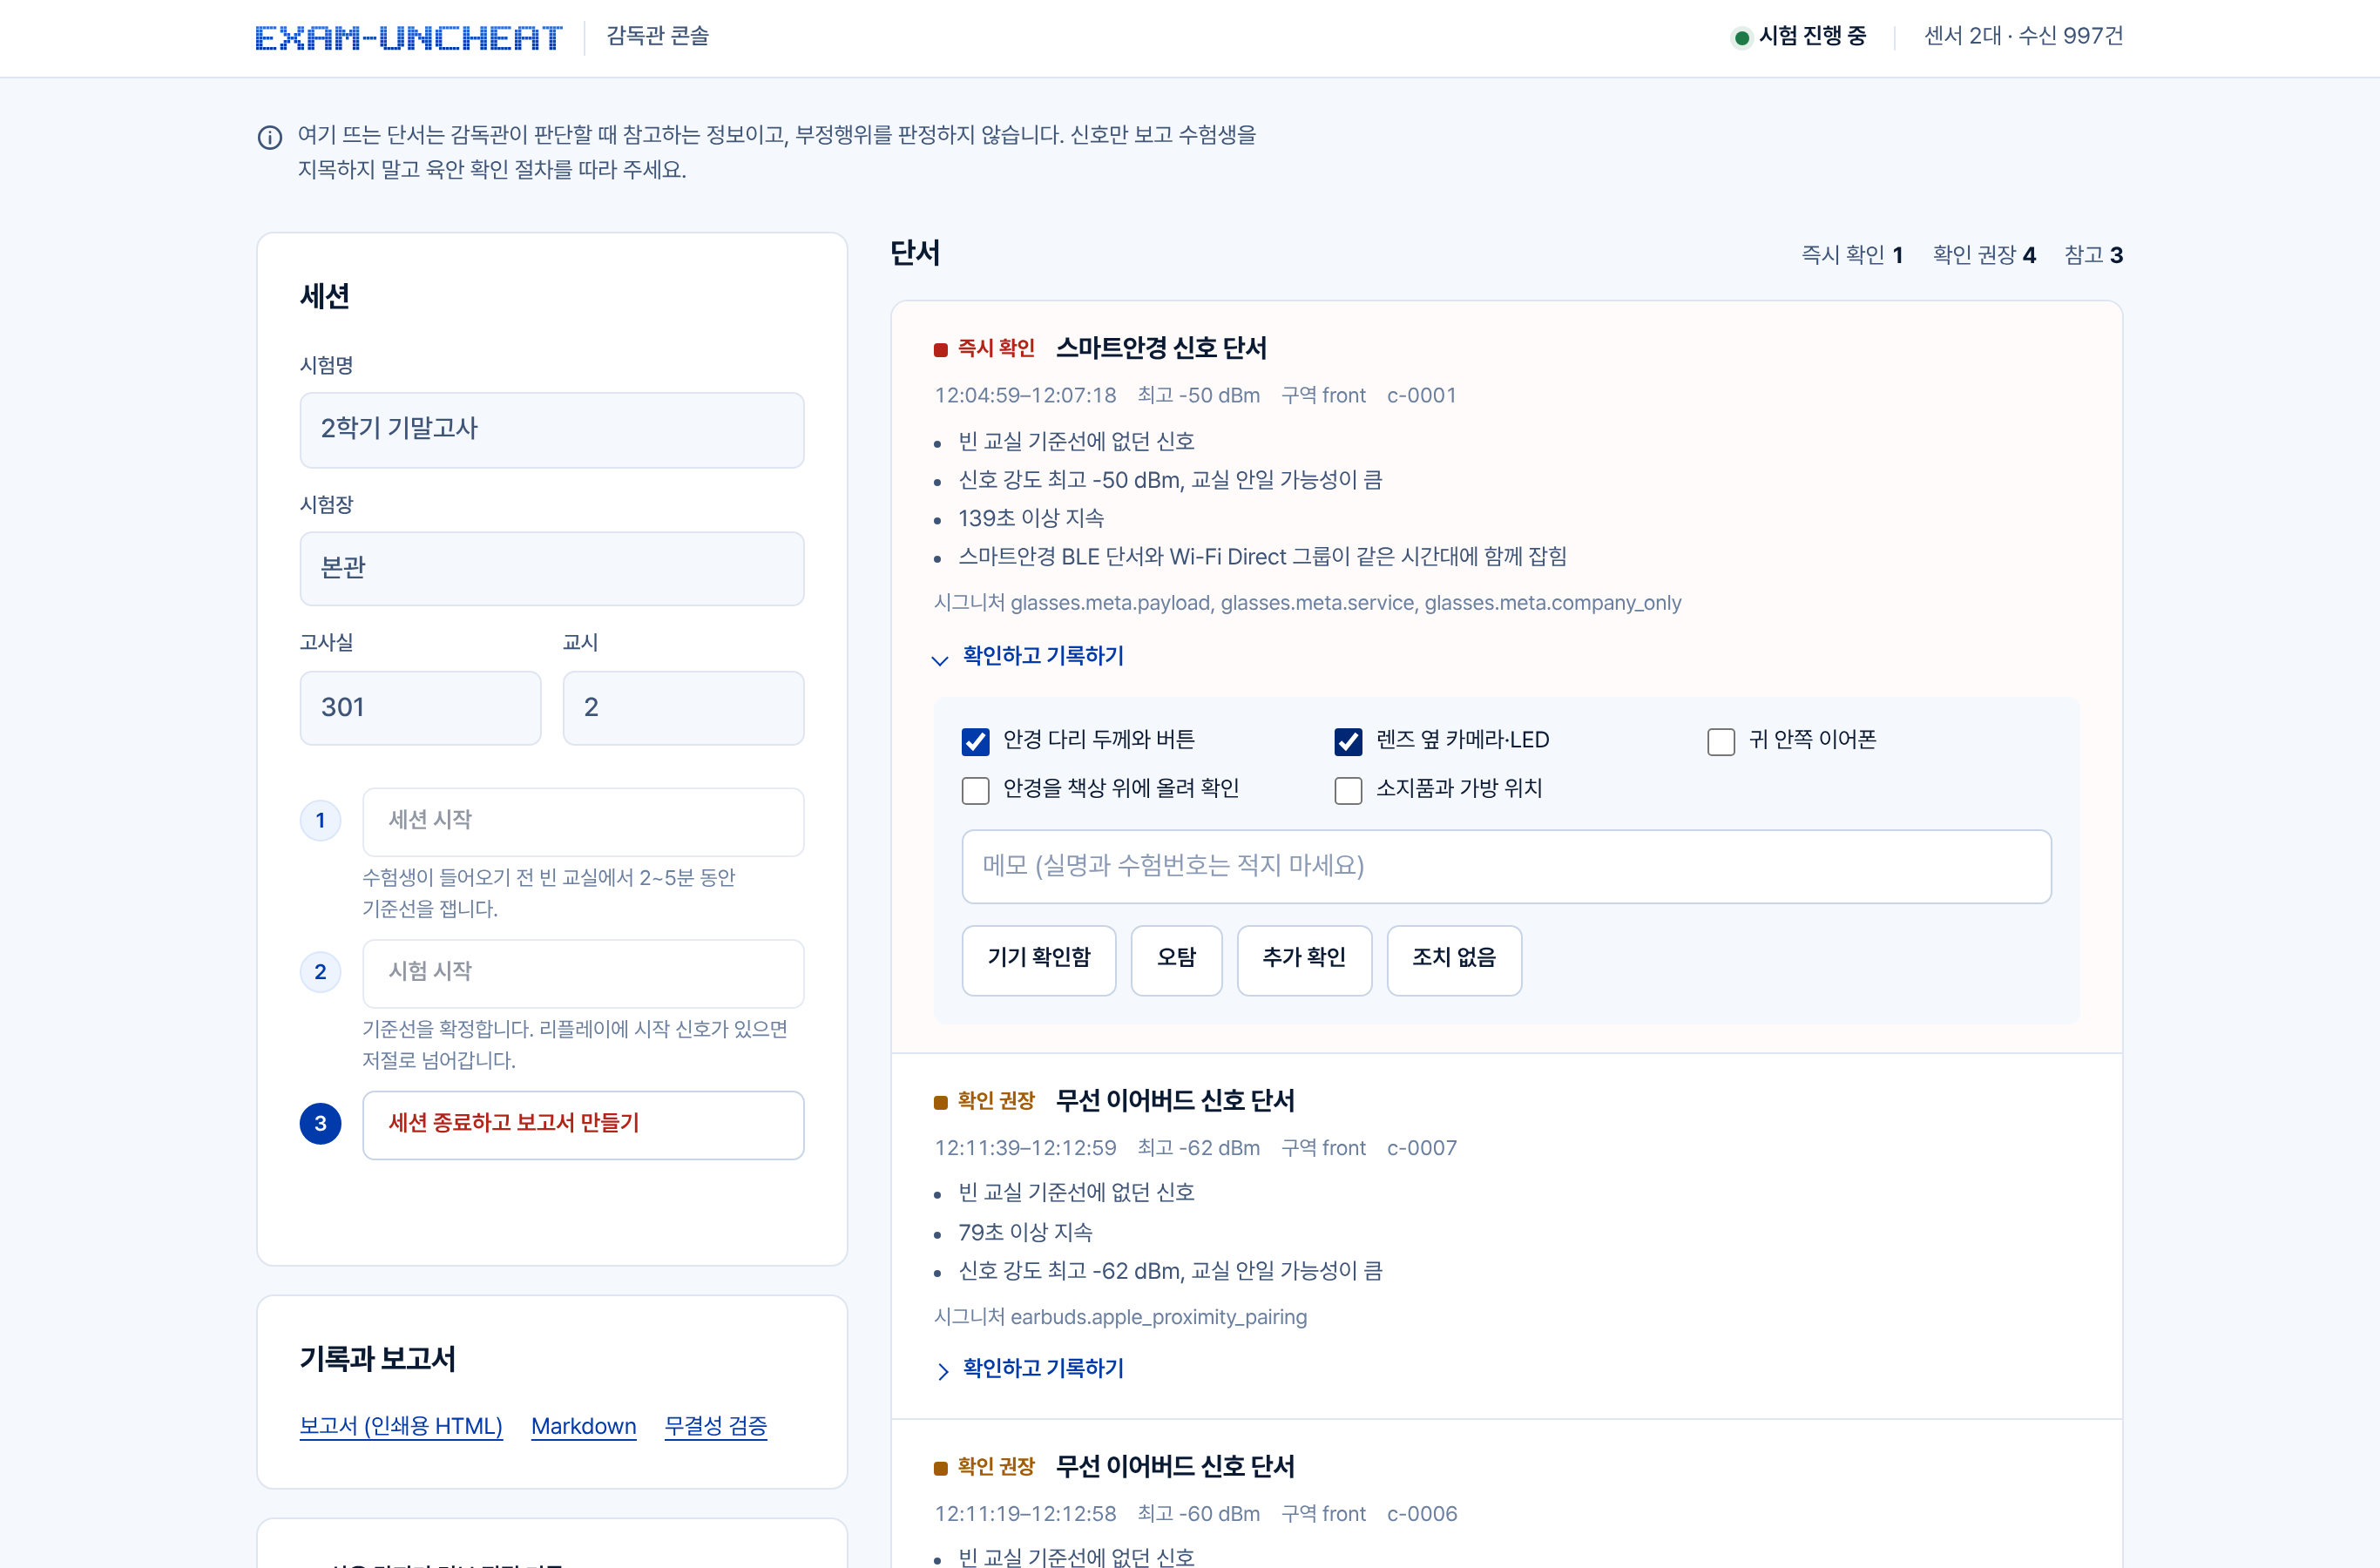 EXAM-UNCHEAT
감독관 콘솔
시험 진행 중
센서 2대 · 수신 997건
여기 뜨는 단서는 감독관이 판단할 때 참고하는 정보이고, 부정행위를 판정하지 않습니다. 신호만 보고 수험생을
지목하지 말고 육안 확인 절차를 따라 주세요.
세션
시험명
2학기 기말고사
시험장
본관
고사실 교시
301 2
1 세션 시작
수험생이 들어오기 전 빈 교실에서 2~5분 동안
기준선을 잽니다.
2 시험 시작
기준선을 확정합니다. 리플레이에 시작 신호가 있으면
저절로 넘어갑니다.
3 세션 종료하고 보고서 만들기
기록과 보고서
보고서 (인쇄용 HTML) Markdown 무결성 검증
단서
즉시 확인 1 확인 권장 4 참고 3
즉시 확인 스마트안경 신호 단서
12:04:59–12:07:18 최고 -50 dBm 구역 front c-0001
빈 교실 기준선에 없던 신호
신호 강도 최고 -50 dBm, 교실 안일 가능성이 큼
139초 이상 지속
스마트안경 BLE 단서와 Wi-Fi Direct 그룹이 같은 시간대에 함께 잡힘
시그니처 glasses.meta.payload, glasses.meta.service, glasses.meta.company_only
확인하고 기록하기
안경 다리 두께와 버튼 렌즈 옆 카메라·LED 귀 안쪽 이어폰
안경을 책상 위에 올려 확인 소지품과 가방 위치
메모 (실명과 수험번호는 적지 마세요)
기기 확인함 오탐 추가 확인 조치 없음
확인 권장 무선 이어버드 신호 단서
12:11:39–12:12:59 최고 -62 dBm 구역 front c-0007
빈 교실 기준선에 없던 신호
79초 이상 지속
신호 강도 최고 -62 dBm, 교실 안일 가능성이 큼
시그니처 earbuds.apple_proximity_pairing
확인하고 기록하기
확인 권장 무선 이어버드 신호 단서
12:11:19–12:12:58 최고 -60 dBm 구역 front c-0006
빈 교실 기준선에 없던 신호